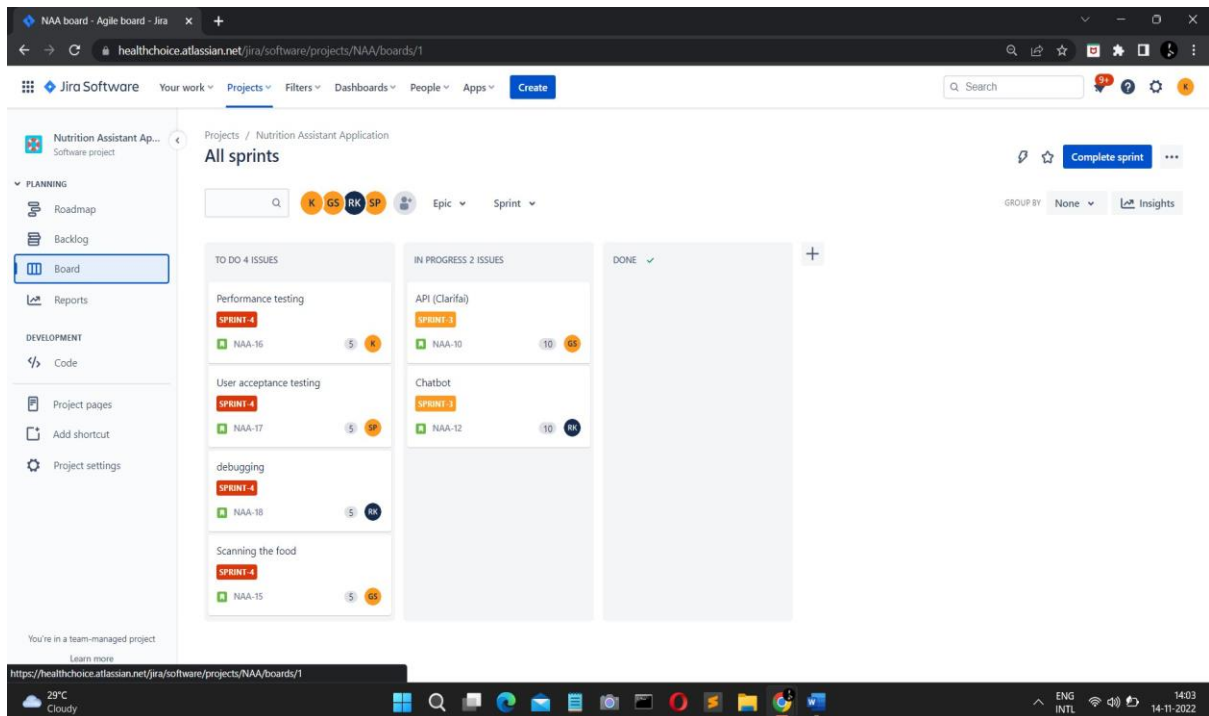 NAA board - Agile board - Jira
healthchoice.atlassian.net/jira/software/projects/NAA/boards/1
Jira Software Your work Projects Filters Dashboards People Apps Create Search 9+ K
Nutrition Assistant Ap...
Software project
PLANNING
Roadmap
Backlog
Board
Reports
DEVELOPMENT
Code
Project pages
Add shortcut
Project settings
You're in a team-managed project
Learn more
Projects / Nutrition Assistant Application
All sprints
Complete sprint
K GS RK SP Epic Sprint
GROUP BY None Insights
TO DO 4 ISSUES
Performance testing
SPRINT-4
NAA-16 5 K
User acceptance testing
SPRINT-4
NAA-17 5 SP
debugging
SPRINT-4
NAA-18 5 RK
Scanning the food
SPRINT-4
NAA-15 5 GS
IN PROGRESS 2 ISSUES
API (Clarifai)
SPRINT-3
NAA-10 10 GS
Chatbot
SPRINT-3
NAA-12 10 RK
DONE
https://healthchoice.atlassian.net/jira/software/projects/NAA/boards/1
29°C
Cloudy
ENG
INTL
14:03
14-11-2022